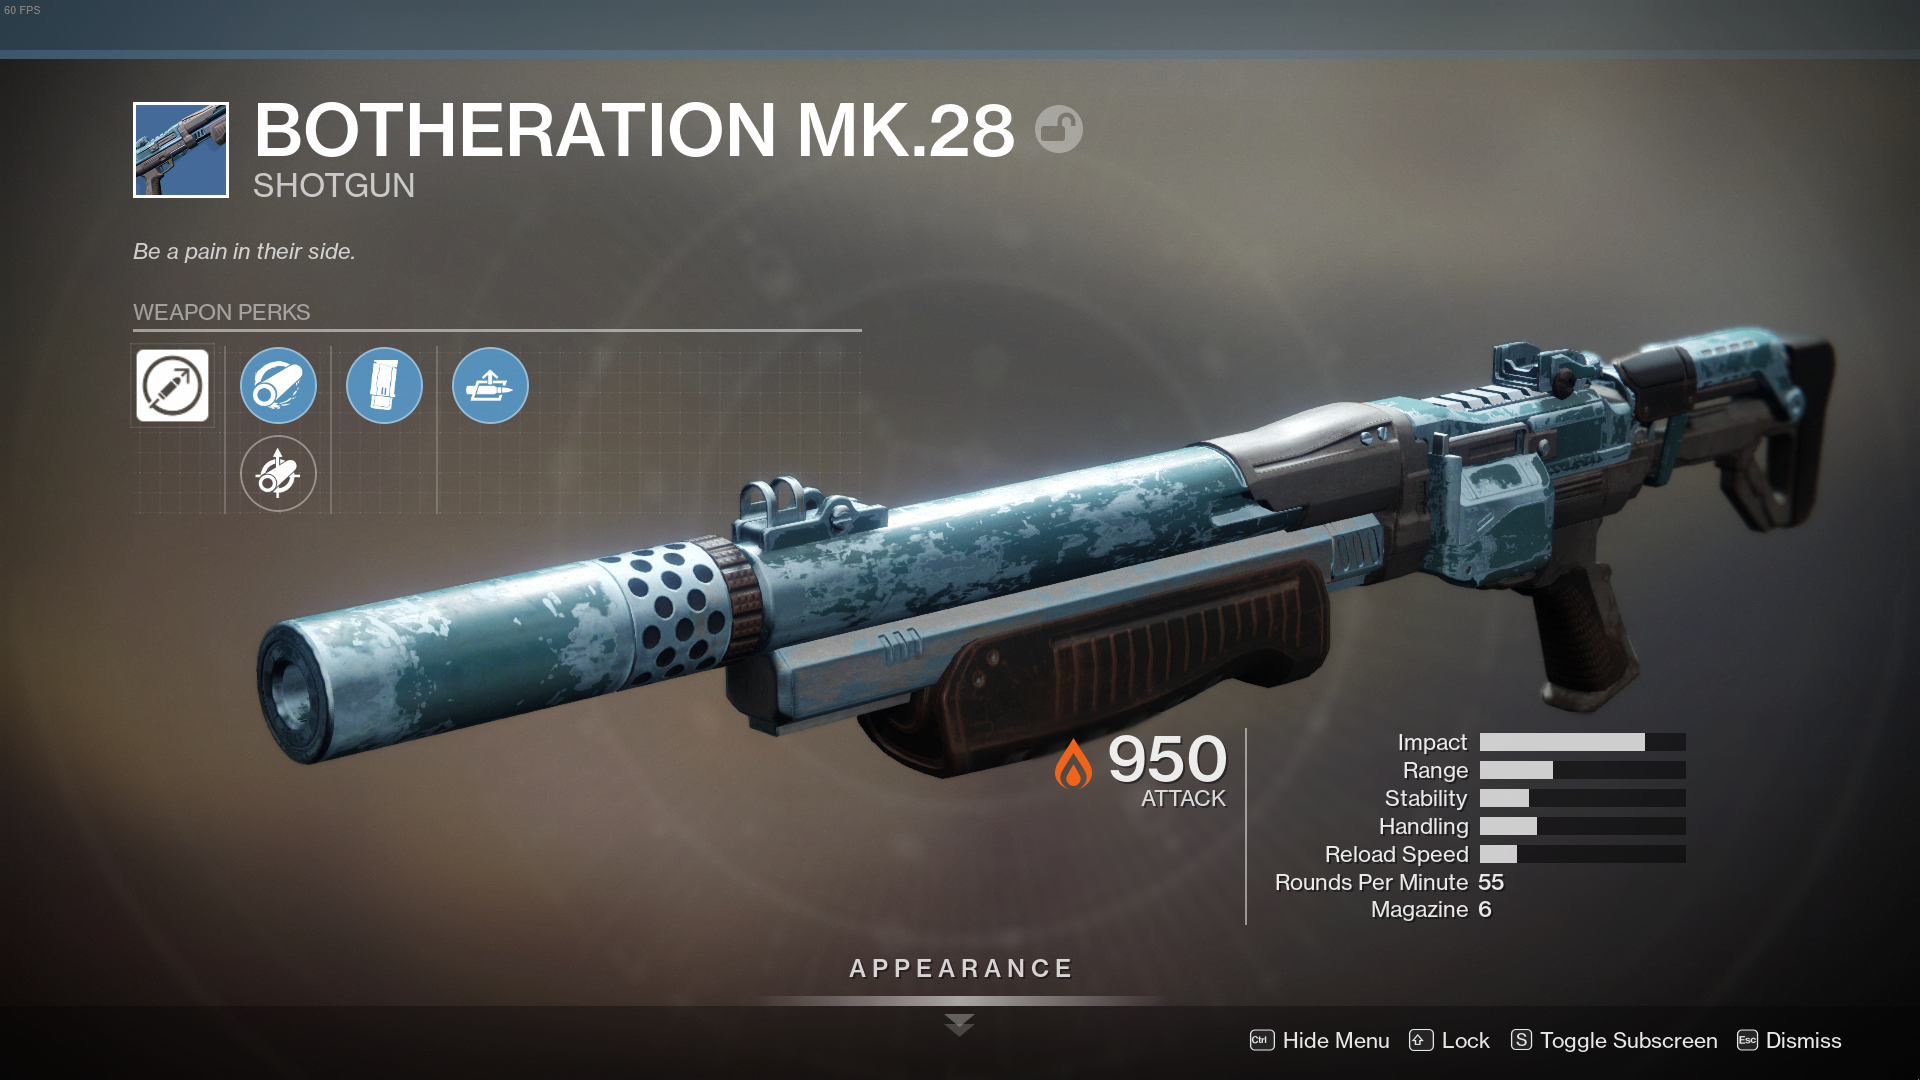 60 FPS
BOTHERATION MK.28
SHOTGUN
Be a pain in their side.
WEAPON PERKS
950
ATTACK
Impact
Range
Stability
Handling
Reload Speed
Rounds Per Minute 55
Magazine 6
APPEARANCE
Ctrl Hide Menu Lock S Toggle Subscreen Esc Dismiss